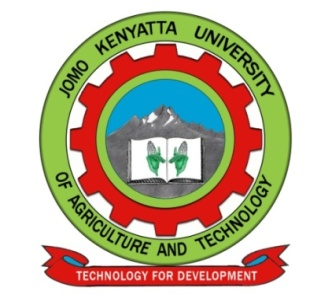 JOMO KENYATTA UNIVERSITY
OF AGRICULTURE AND TECHNOLOGY
TECHNOLOGY FOR DEVELOPMENT